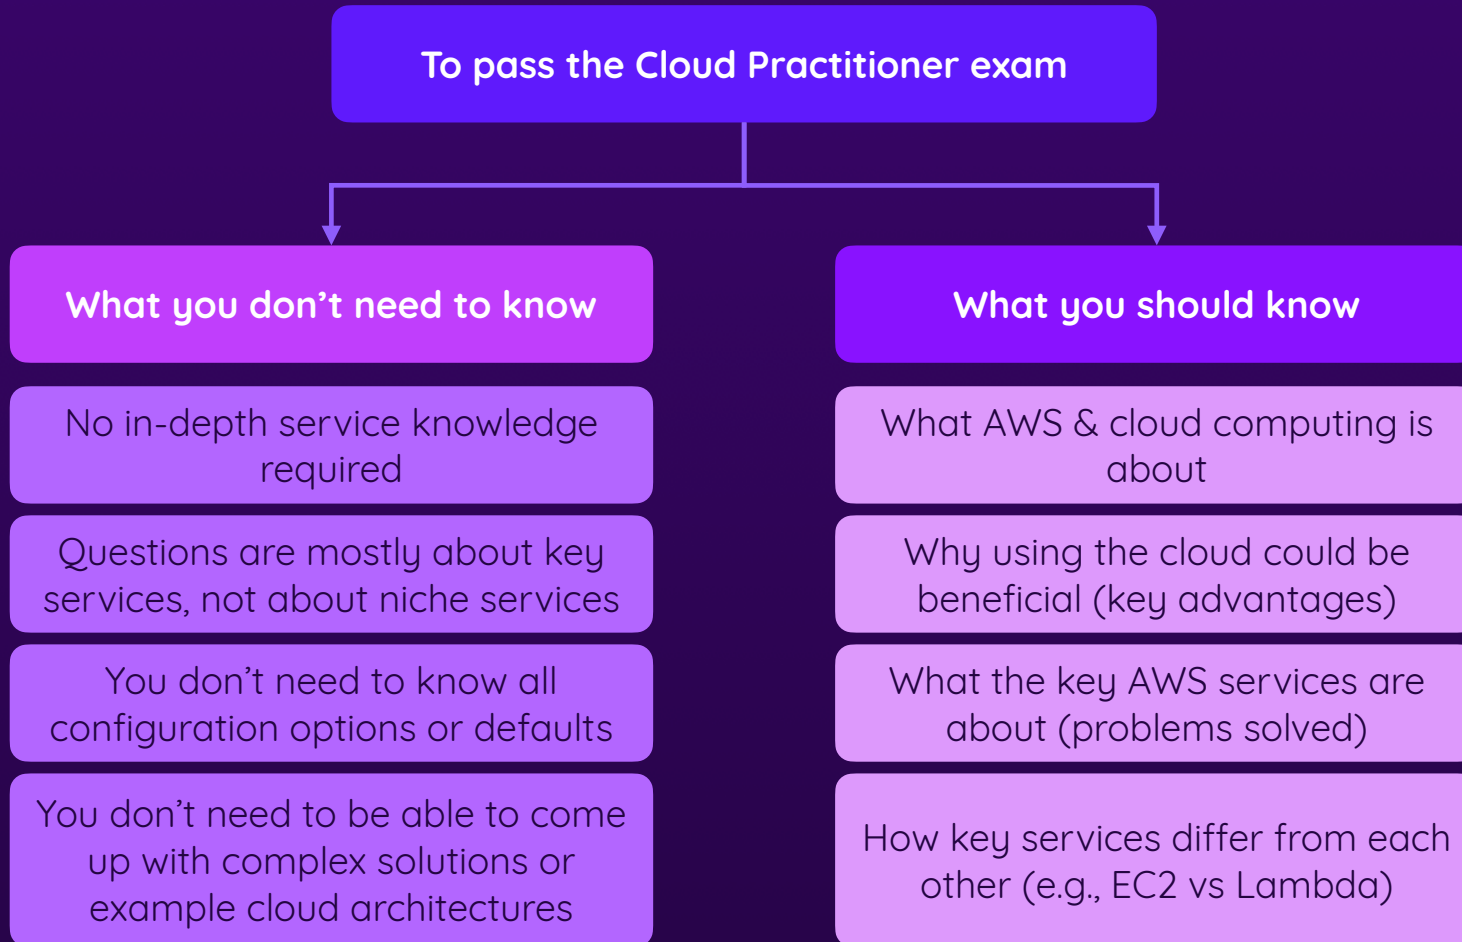 To pass the Cloud Practitioner exam
What you don’t need to know
No in-depth service knowledge
required
Questions are mostly about key
services, not about niche services
You don’t need to know all
configuration options or defaults
You don’t need to be able to come
up with complex solutions or
example cloud architectures
What you should know
What AWS & cloud computing is
about
Why using the cloud could be
beneficial (key advantages)
What the key AWS services are
about (problems solved)
How key services differ from each
other (e.g., EC2 vs Lambda)